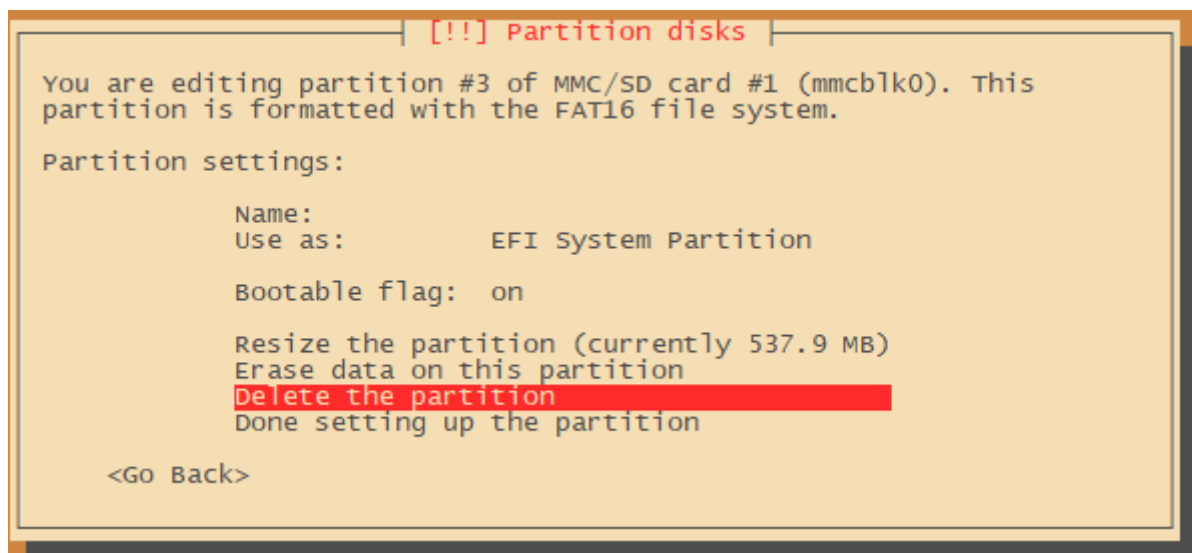 [!!] Partition disks
You are editing partition #3 of MMC/SD card #1 (mmcblk0). This
partition is formatted with the FAT16 file system.
Partition settings:
Name:
Use as: EFI System Partition
Bootable flag: on
Resize the partition (currently 537.9 MB)
Erase data on this partition
Delete the partition
Done setting up the partition
<Go Back>